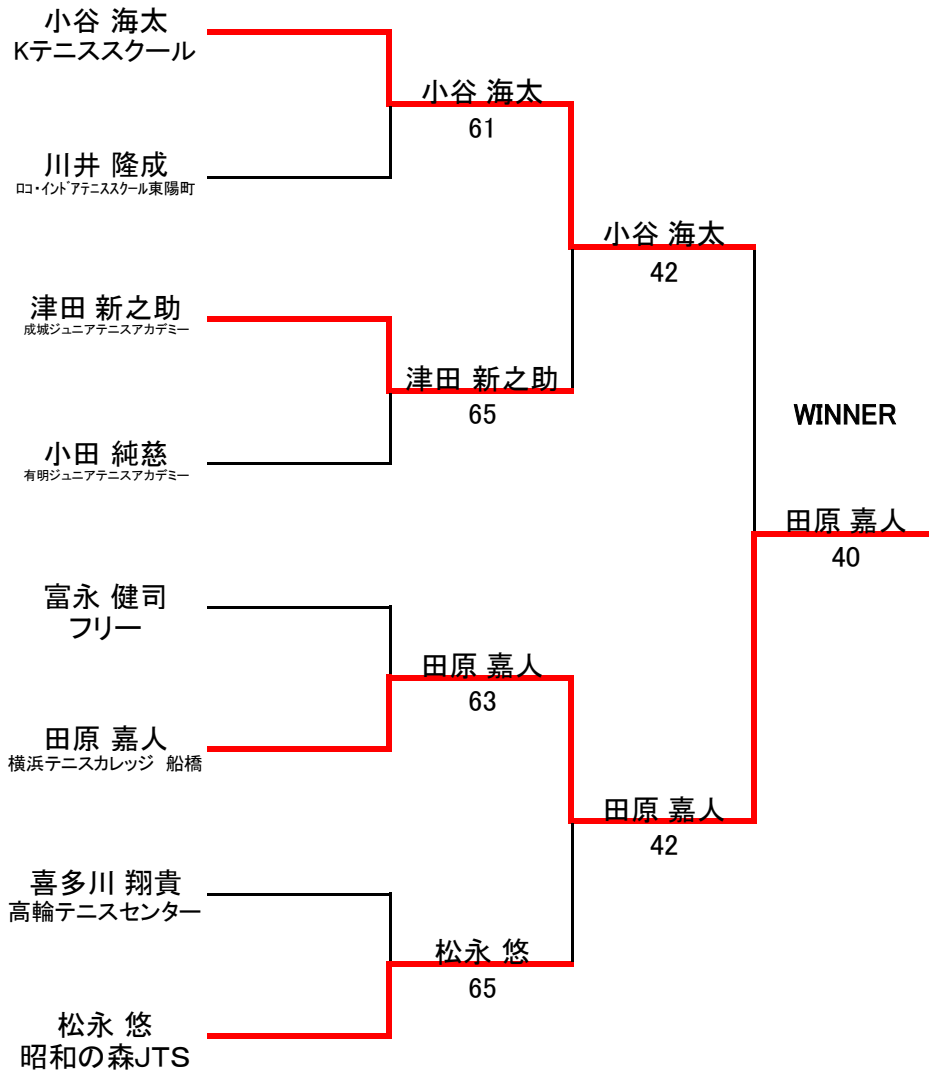 小谷 海太
Kテニススクール
小谷 海太
61
川井 隆成
ロコ・インドアテニススクール東陽町
小谷 海太
42
津田 新之助
成城ジュニアテニスアカデミー
津田 新之助
65
WINNER
小田 純慈
有明ジュニアテニスアカデミー
田原 嘉人
40
富永 健司
フリー
田原 嘉人
63
田原 嘉人
横浜テニスカレッジ 船橋
田原 嘉人
42
喜多川 翔貴
高輪テニスセンター
松永 悠
65
松永 悠
昭和の森JTS